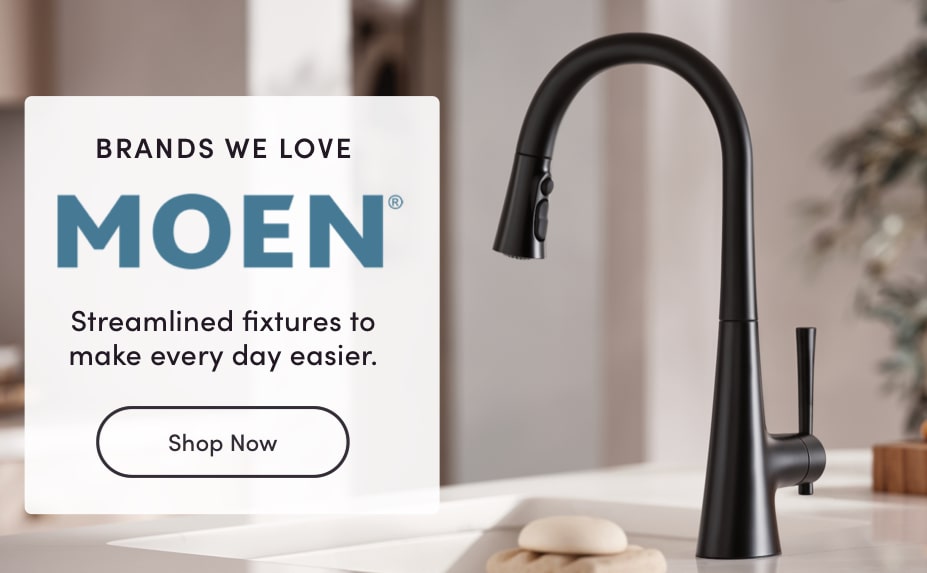 BRANDS WE LOVE
MOEN®
Streamlined fixtures to
make every day easier.
Shop Now